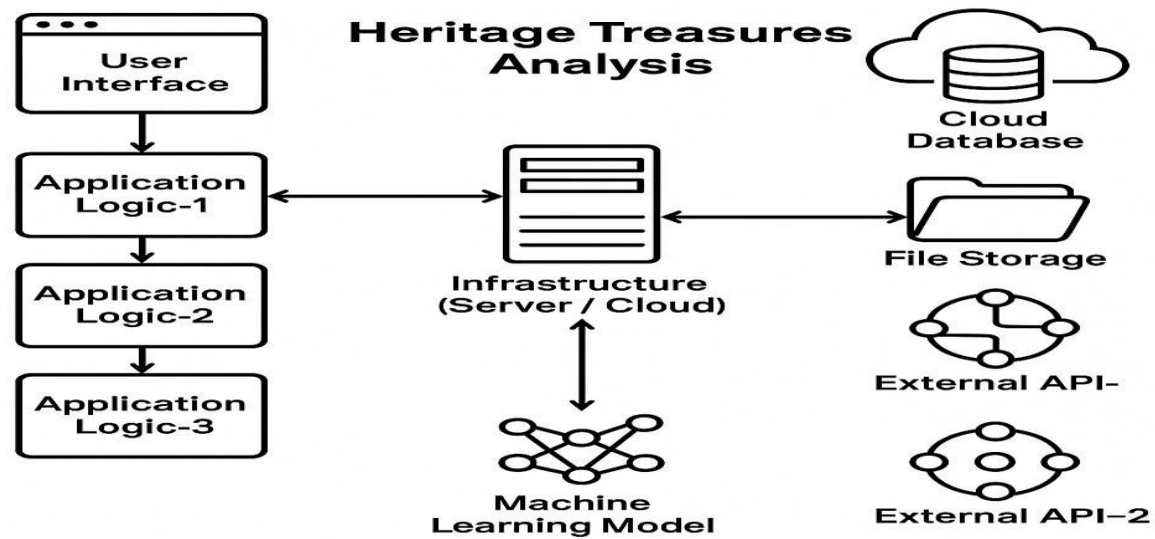 Heritage Treasures
Analysis
User
Interface
Application
Logic-1
Application
Logic-2
Application
Logic-3
Infrastructure
(Server / Cloud)
Machine
Learning Model
Cloud
Database
File Storage
External API-
External API–2